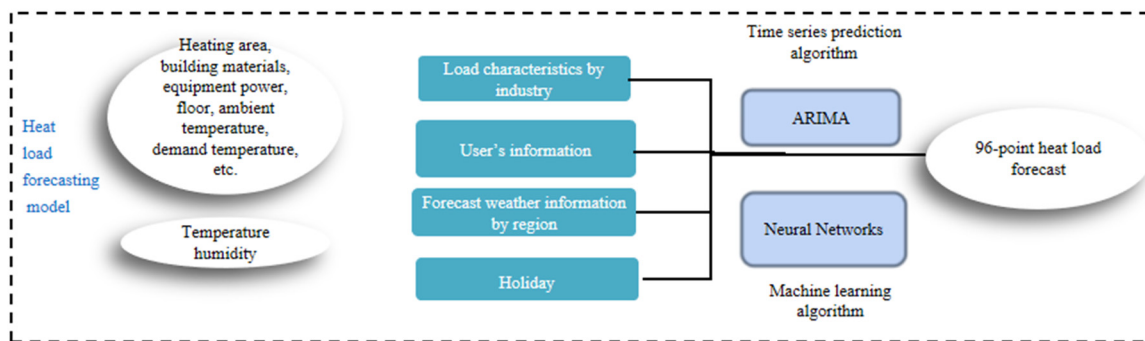 Heat
load
forecasting
model
Heating area,
building materials,
equipment power,
floor, ambient
temperature,
demand temperature,
etc.
Temperature
humidity
Load characteristics by
industry
User's information
Forecast weather information
by region
Holiday
Time series prediction
algorithm
ARIMA
Neural Networks
Machine learning
algorithm
96-point heat load
forecast